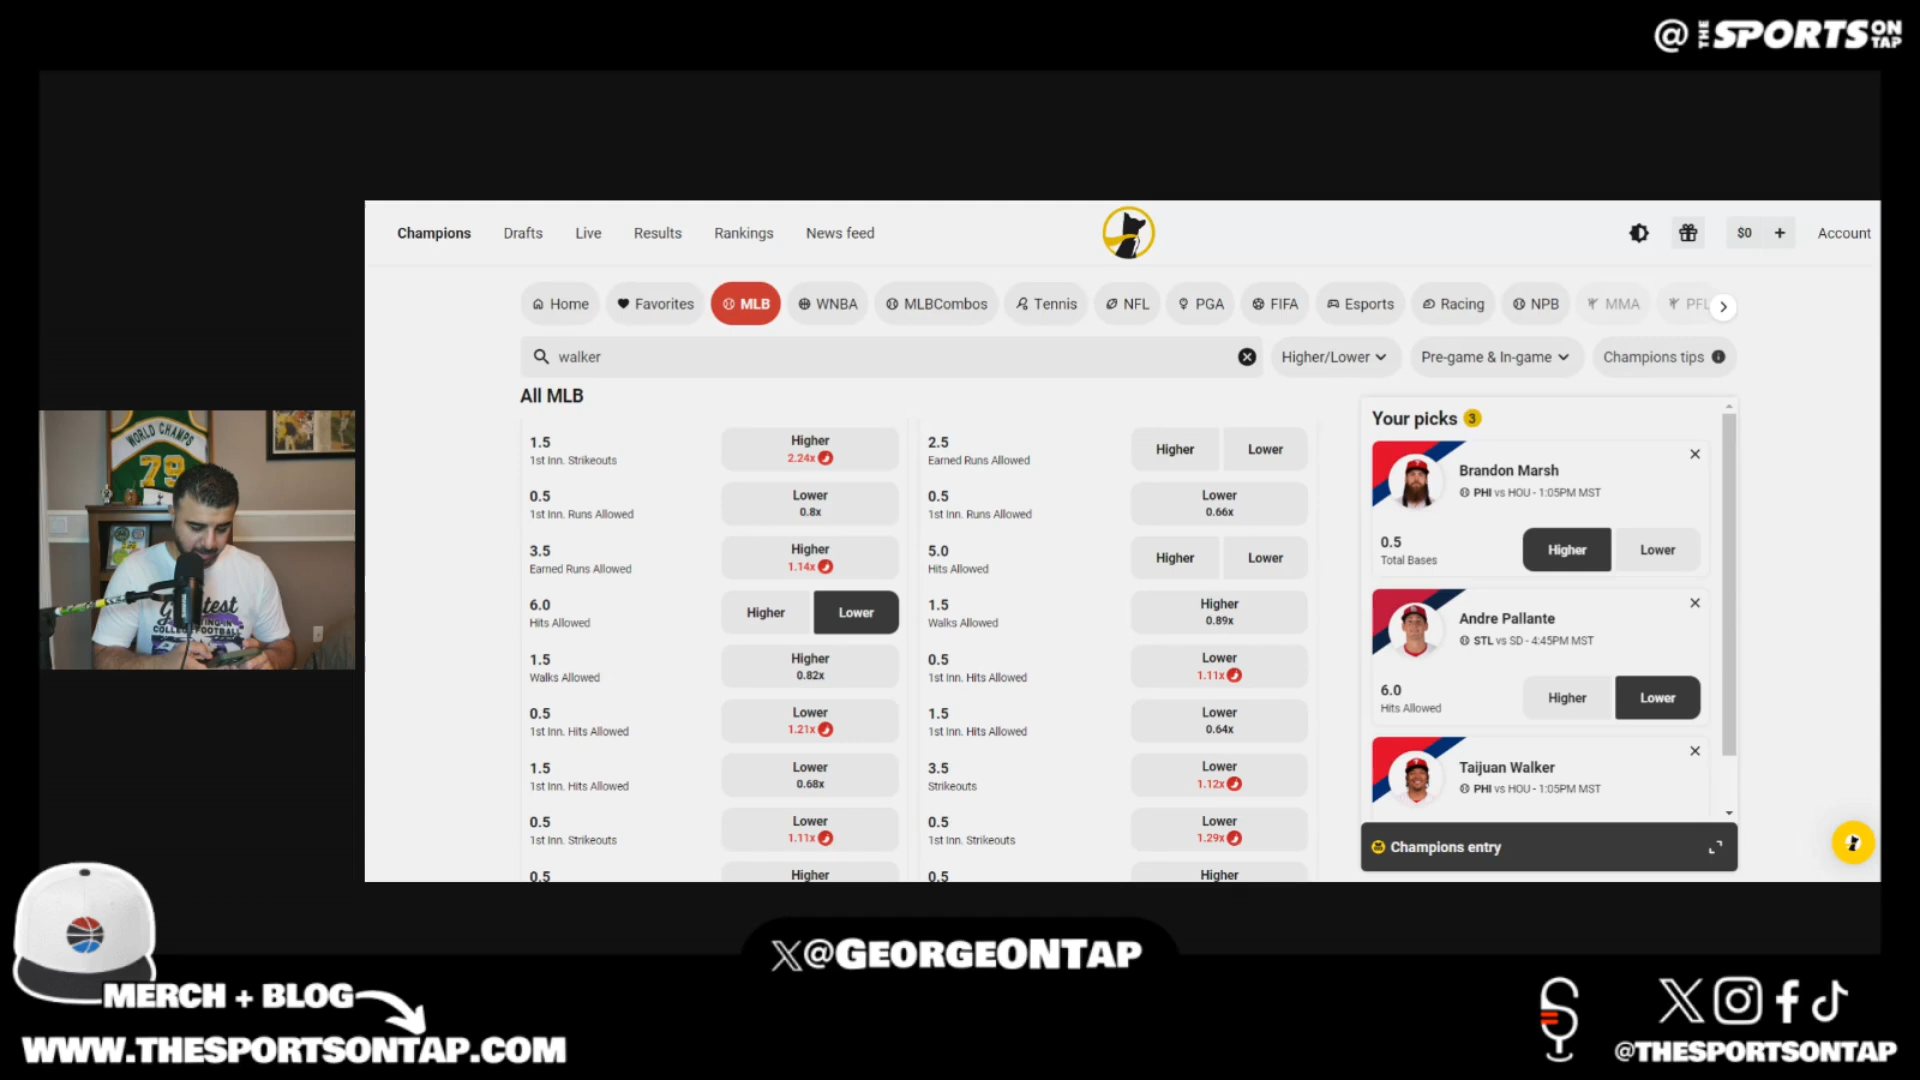 @THE SPORTS ON TAP
Champions Drafts Live Results Rankings News feed $0 + Account
Home Favorites MLB WNBA MLBCombos Tennis NFL PGA FIFA Esports Racing NPB MMA PFL
walker Higher/Lower Pre-game & In-game Champions tips
All MLB
1.5 Higher
1st Inn. Strikeouts 2.24x
0.5 Lower
1st Inn. Runs Allowed 0.8x
3.5 Higher
Earned Runs Allowed 1.14x
6.0 Higher Lower
Hits Allowed
1.5 Higher
Walks Allowed 0.82x
0.5 Lower
1st Inn. Hits Allowed 1.21x
1.5 Lower
1st Inn. Hits Allowed 0.68x
0.5 Lower
1st Inn. Strikeouts 1.11x
0.5 Higher
2.5 Higher Lower
Earned Runs Allowed
0.5 Lower
1st Inn. Runs Allowed 0.66x
5.0 Higher Lower
Hits Allowed
1.5 Higher
Walks Allowed 0.89x
0.5 Lower
1st Inn. Hits Allowed 1.11x
1.5 Lower
1st Inn. Hits Allowed 0.64x
3.5 Lower
Strikeouts 1.12x
0.5 Lower
1st Inn. Strikeouts 1.29x
0.5 Higher
Your picks 3
Brandon Marsh
PHI vs HOU - 1:05PM MST
0.5 Higher Lower
Total Bases
Andre Pallante
STL vs SD - 4:45PM MST
6.0 Higher Lower
Hits Allowed
Taijuan Walker
PHI vs HOU - 1:05PM MST
Champions entry
WORLD CHAMPS
79
COLLEGE FOOTBALL
X@GEORGEONTAP
MERCH + BLOG
WWW.THESPORTSONTAP.COM
@THESPORTSONTAP